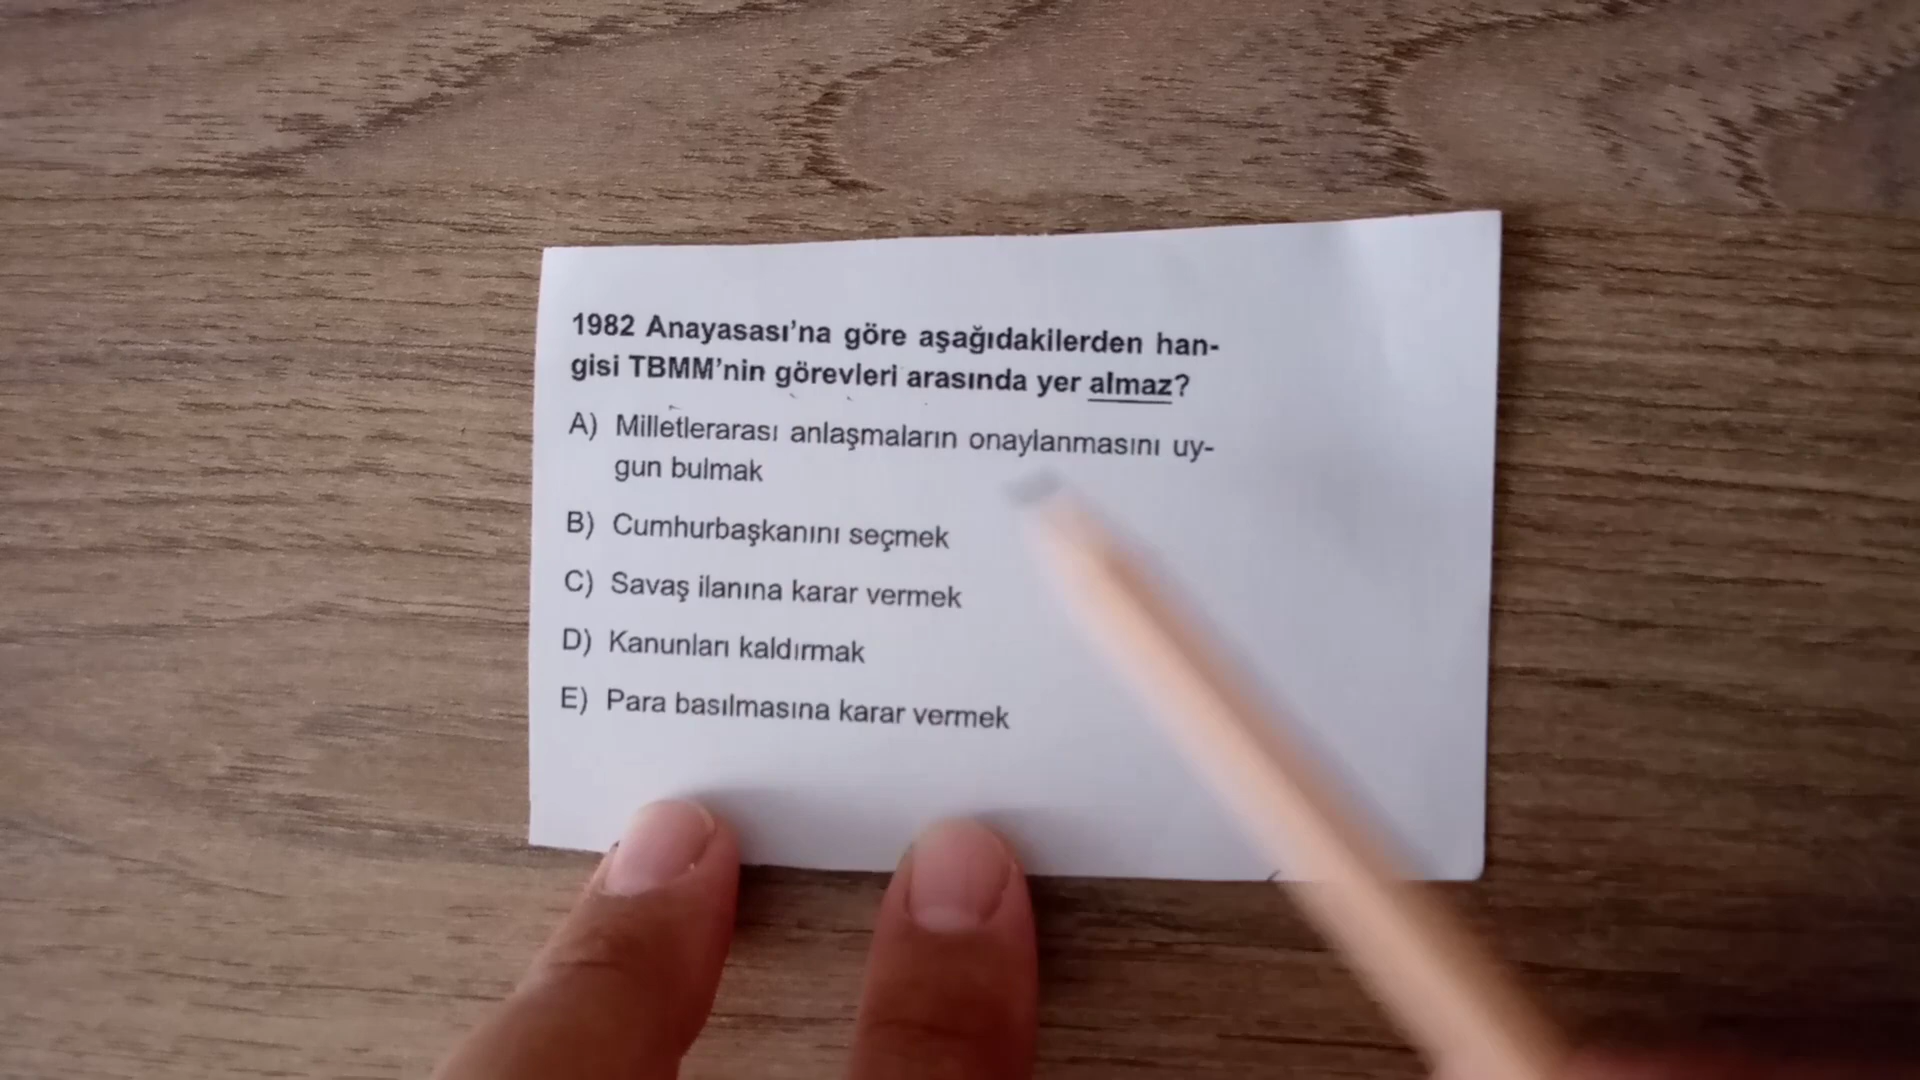 1982 Anayasası'na göre aşağıdakilerden han-
gisi TBMM'nin görevleri arasında yer almaz?
A) Milletlerarası anlaşmaların onaylanmasını uy-
gun bulmak
B) Cumhurbaşkanını seçmek
C) Savaş ilanına karar vermek
D) Kanunları kaldırmak
E) Para basılmasına karar vermek